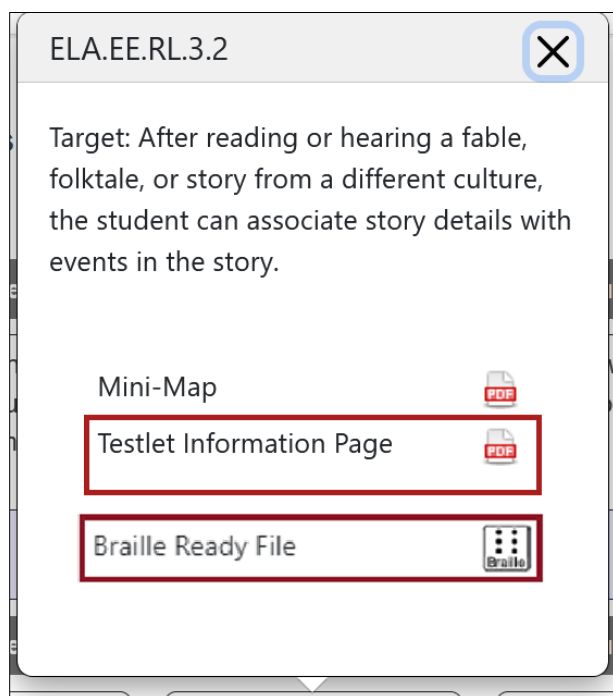 ELA.EE.RL.3.2
Target: After reading or hearing a fable,
folktale, or story from a different culture,
the student can associate story details with
events in the story.
Mini-Map
PDF
Testlet Information Page
PDF
Braille Ready File
Braille